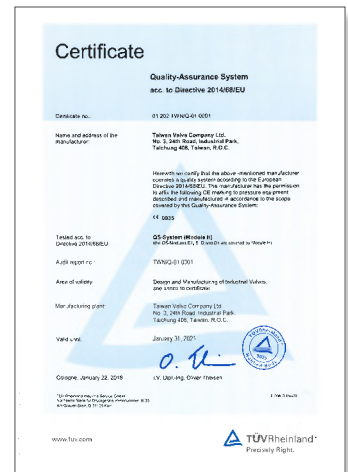 Certificate
Quality-Assurance System
acc. to Directive 2014/68/EU
Certificate no.:
01 202 TWN/Q-01 0001
Name and address of the
manufacturer:
Taiwan Valve Company Ltd.
No. 3, 24th Road, Industrial Park,
Taichung 408, Taiwan, R.O.C.
Herewith we certify that the above-mentioned manufacturer
operates a quality system according to the European
Directive 2014/68/EU. The manufacturer has the permission
to affix the following CE marking to pressure equipment
described and manufactured in accordance to the scope
covered by this Quality-Assurance System:
CE 0035
Tested acc. to
Directive 2014/68/EU
QS-System (Module H)
Audit report no.:
TWN/Q-01 0001
Area of validity
Design and Manufacturing of Industrial Valves,
see annex to certificate
Manufacturing plant
Taiwan Valve Company Ltd
No. 3, 24th Road, Industrial Park,
Taichung 408, Taiwan, R.O.C.
Valid until:
January 31, 2021
Cologne, January 22, 2018
www.tuv.com
TÜVRheinland
Precisely Right.